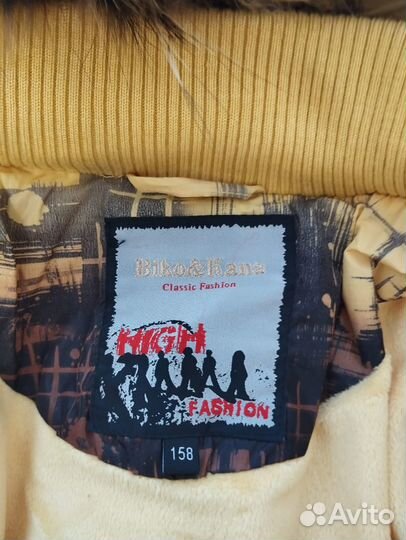 Biko&Kana
Classic Fashion
HIGH
FASHION
158
Avito